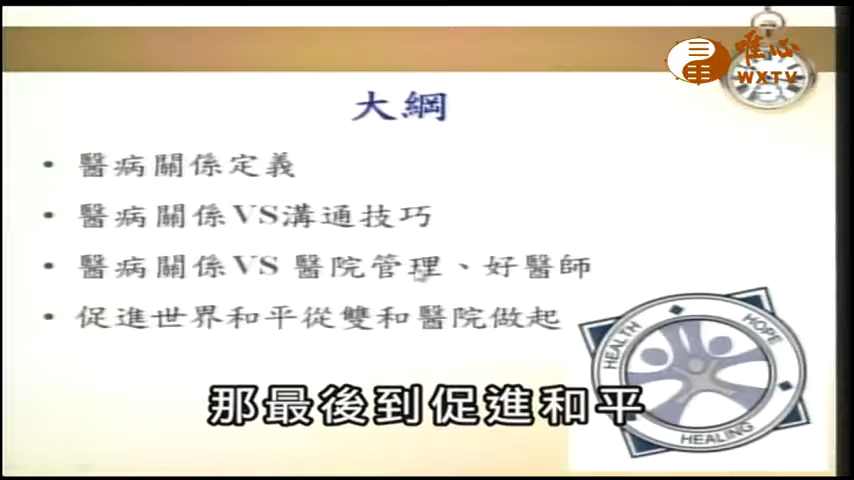 唯心
WXTV
大綱
• 醫病關係定義
• 醫病關係VS溝通技巧
• 醫病關係VS 醫院管理、好醫師
• 促進世界和平從雙和醫院做起
HEALTH
HOPE
HEALING
那最後到促進和平